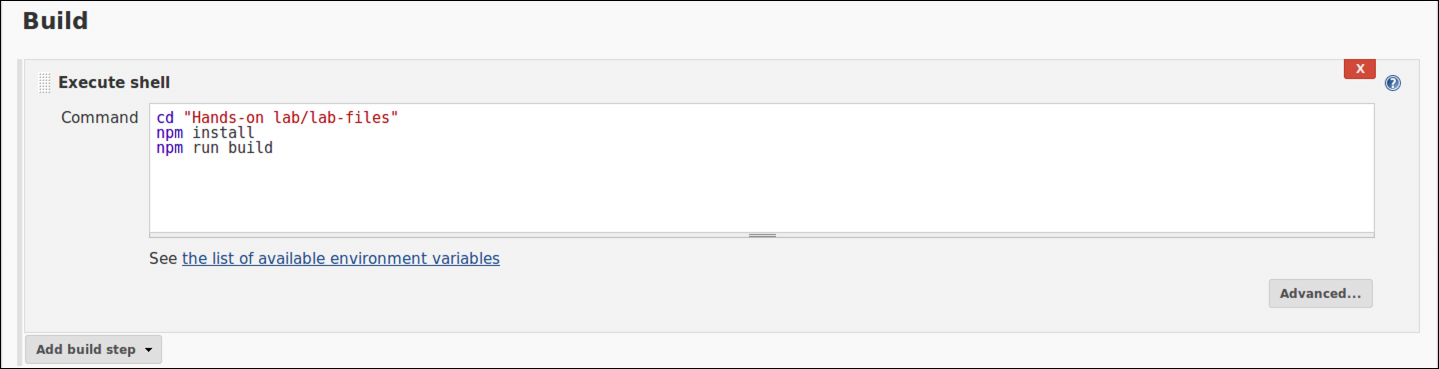 Build
Execute shell
X
?
Command
cd "Hands-on lab/lab-files"
npm install
npm run build
See the list of available environment variables
Advanced...
Add build step